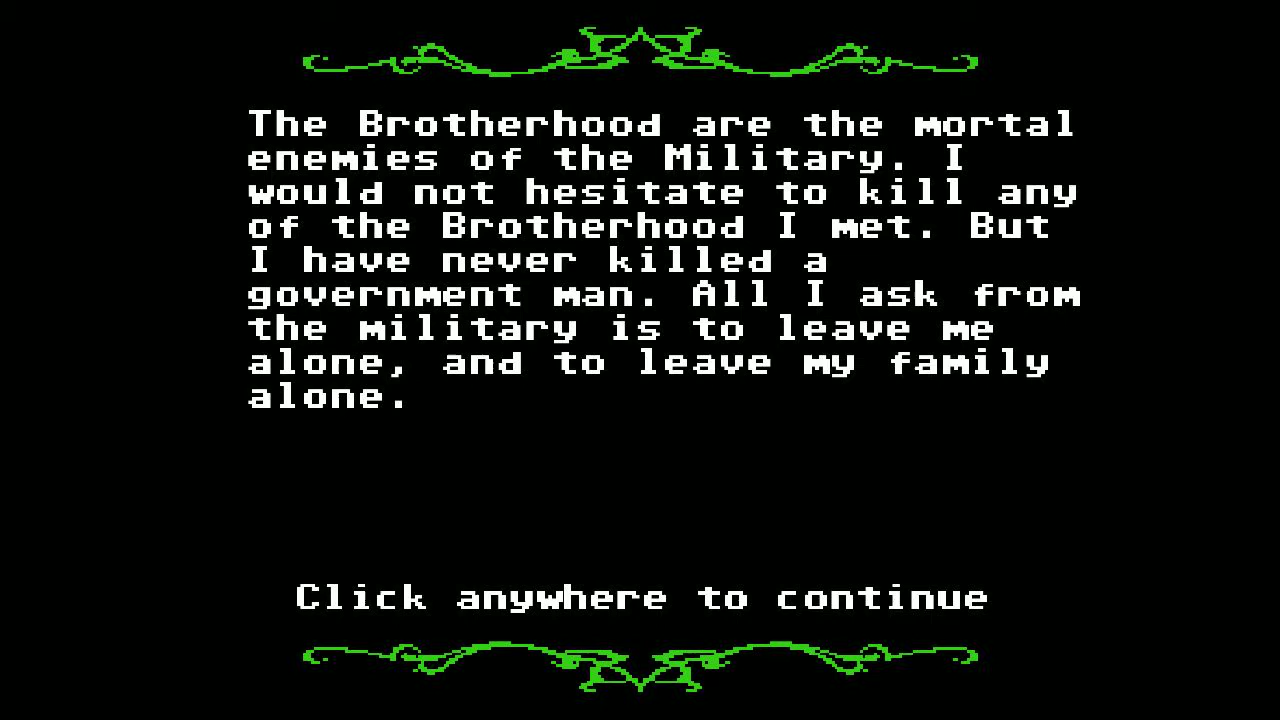 The Brotherhood are the mortal
enemies of the Military. I
would not hesitate to kill any
of the Brotherhood I met. But
I have never killed a
government man. All I ask from
the military is to leave me
alone, and to leave my family
alone.
Click anywhere to continue